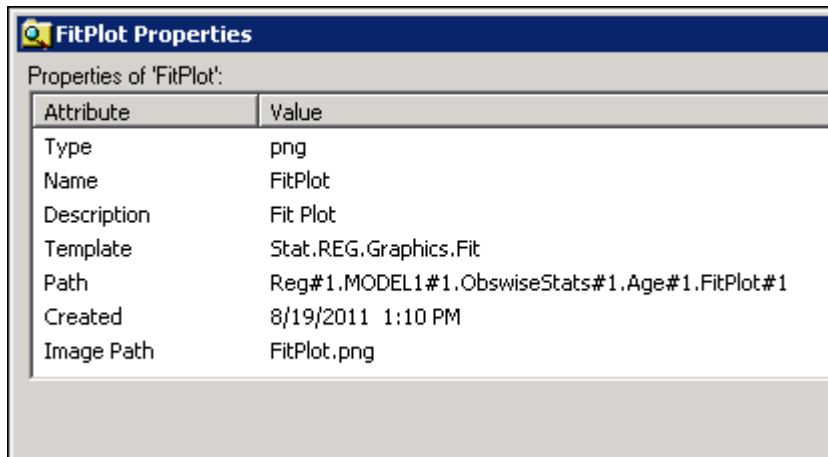 FitPlot Properties
Properties of 'FitPlot':
Attribute Value
Type png
Name FitPlot
Description Fit Plot
Template Stat.REG.Graphics.Fit
Path Reg#1.MODEL1#1.ObswiseStats#1.Age#1.FitPlot#1
Created 8/19/2011 1:10 PM
Image Path FitPlot.png